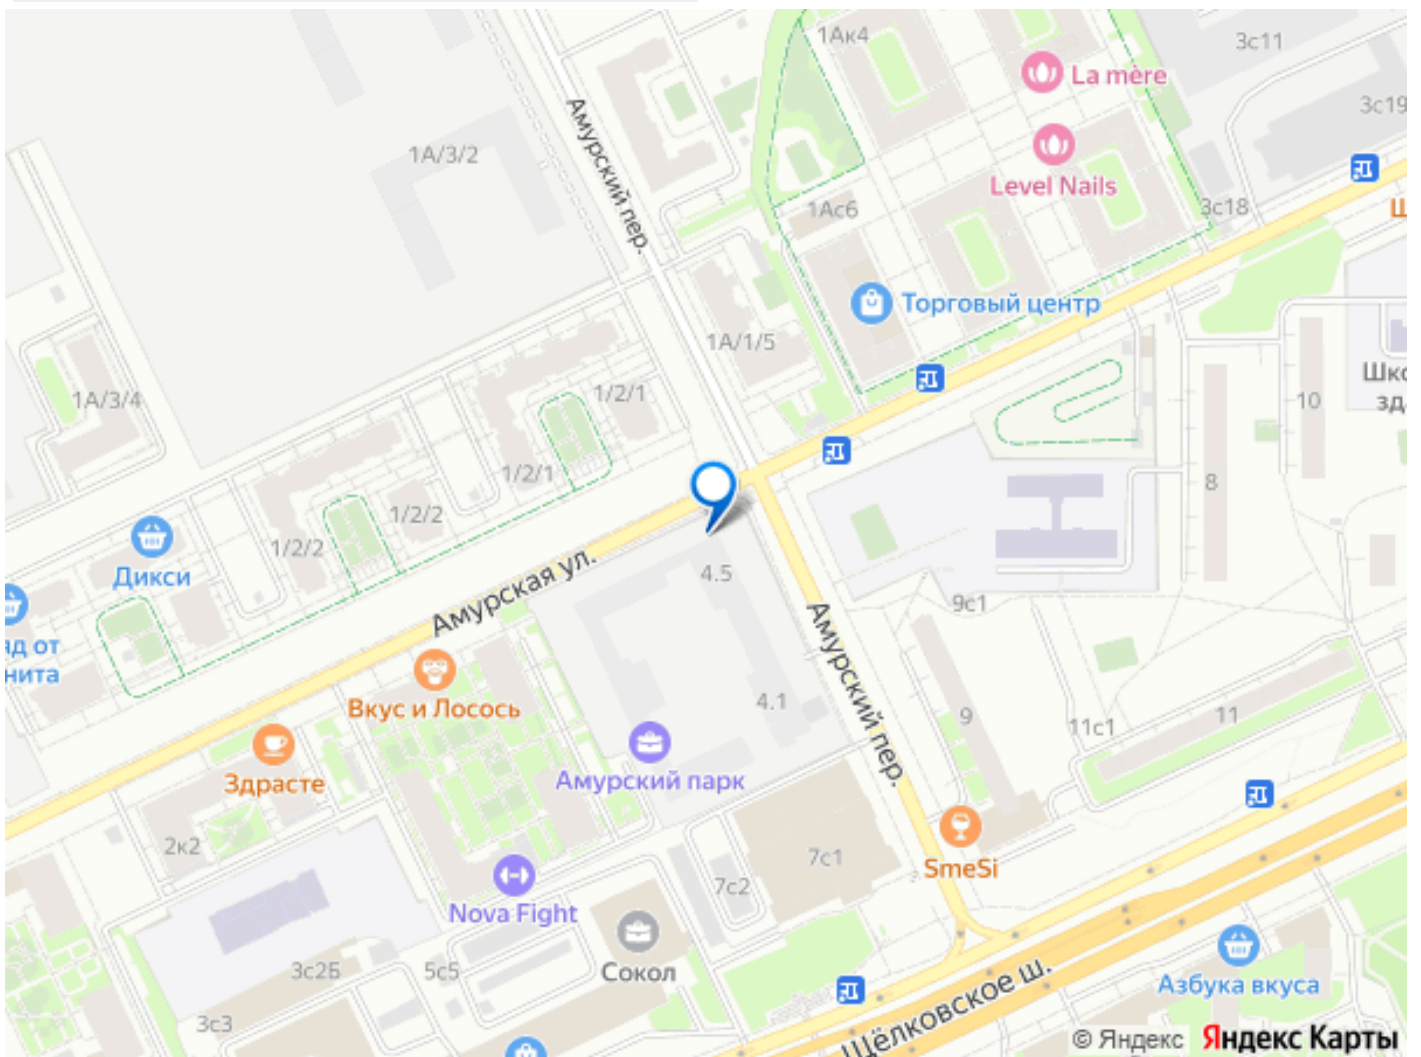 1Ак4
3с11
La mère
3с19
Амурский пер.
1А/3/2
Level Nails
1Ас6
3с18
Торговый центр
1А/1/5
1А/3/4
1/2/1
10
1/2/1
8
1/2/2
1/2/2
Дикси
Амурская ул.
4.5
9с1
Амурский пер.
Вкус и Лосось
4.1
9
11с1
11
Здрасте
Амурский парк
2к2
7с1
SmeSi
7с2
Nova Fight
3с2Б
5с5
Сокол
Щёлковское ш.
Азбука вкуса
3с3
© Яндекс Яндекс Карты